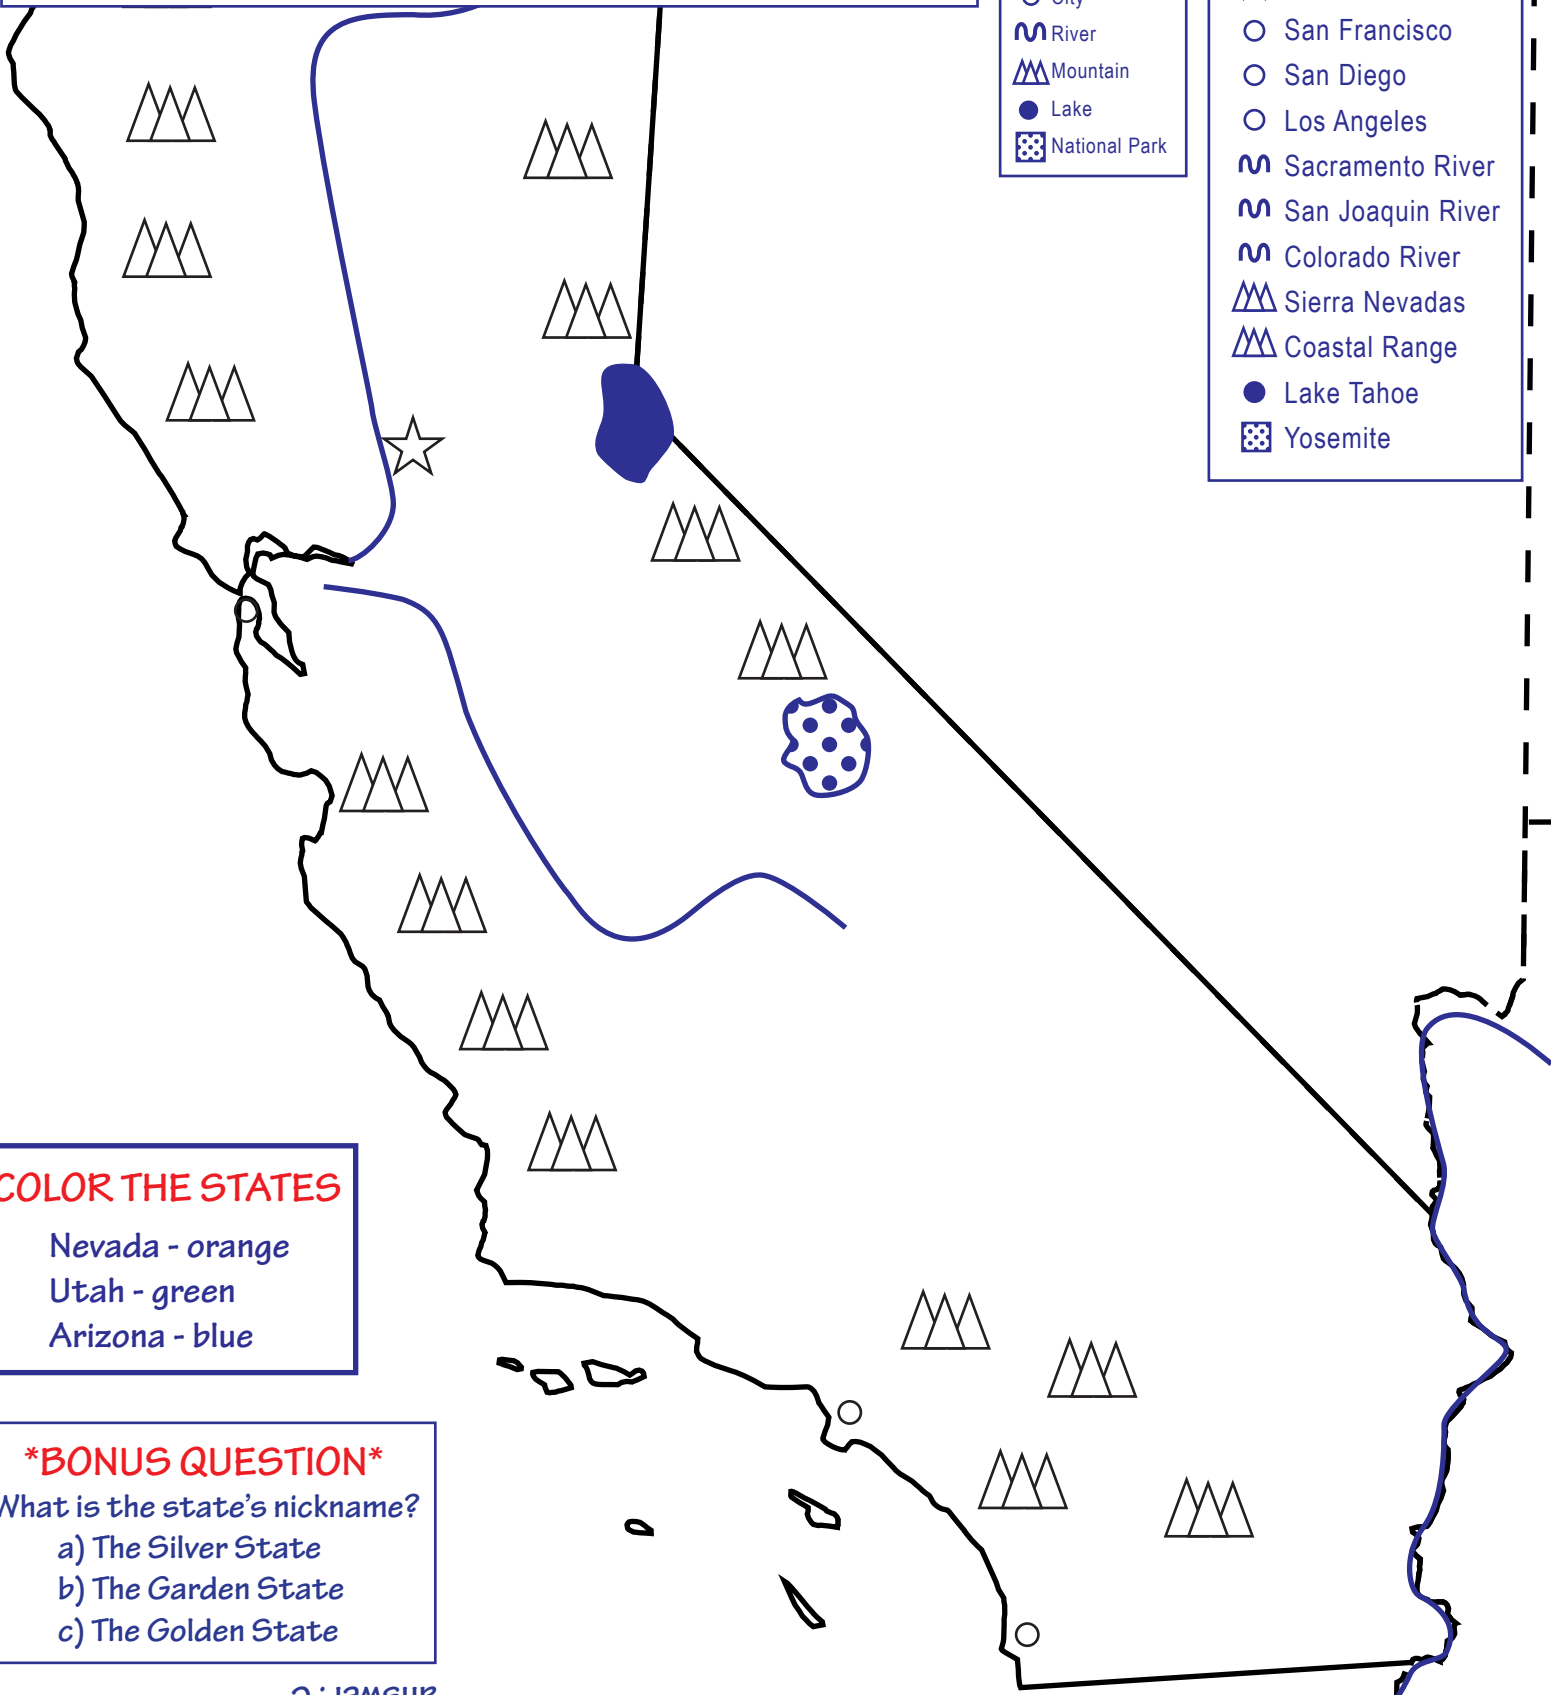 City
River
Mountain
Lake
National Park
San Francisco
San Diego
Los Angeles
Sacramento River
San Joaquin River
Colorado River
Sierra Nevadas
Coastal Range
Lake Tahoe
Yosemite
COLOR THE STATES
Nevada - orange
Utah - green
Arizona - blue
*BONUS QUESTION*
What is the state's nickname?
a) The Silver State
b) The Garden State
c) The Golden State